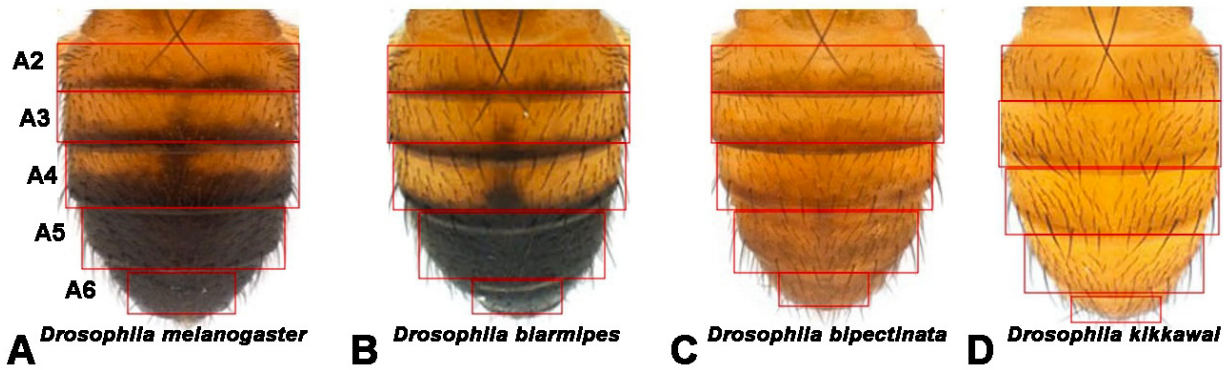 A2
A3
A4
A5
A6
A Drosophila melanogaster
B Drosophila biarmipes
C Drosophila bipectinata
D Drosophila kikkawai